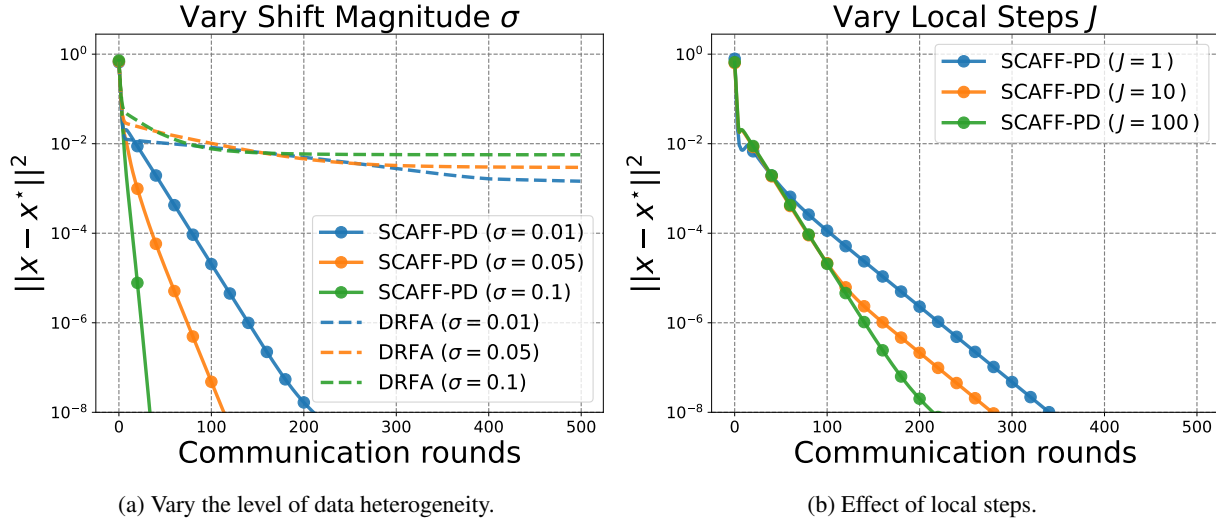 Vary Shift Magnitude σ
10⁰
10⁻²
10⁻⁴
10⁻⁶
10⁻⁸
||x − x⋆||²
SCAFF-PD (σ = 0.01)
SCAFF-PD (σ = 0.05)
SCAFF-PD (σ = 0.1)
DRFA (σ = 0.01)
DRFA (σ = 0.05)
DRFA (σ = 0.1)
0 100 200 300 400 500
Communication rounds
(a) Vary the level of data heterogeneity.
Vary Local Steps J
10⁰
10⁻²
10⁻⁴
10⁻⁶
10⁻⁸
||x − x⋆||²
SCAFF-PD (J = 1)
SCAFF-PD (J = 10)
SCAFF-PD (J = 100)
0 100 200 300 400 500
Communication rounds
(b) Effect of local steps.